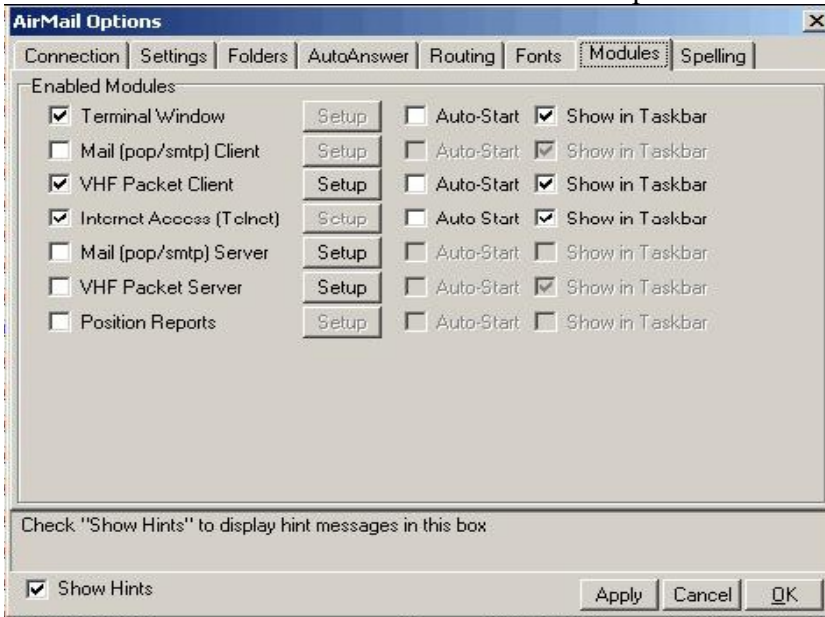 AirMail Options
Connection Settings Folders AutoAnswer Routing Fonts Modules Spelling
Enabled Modules
Terminal Window Setup Auto-Start Show in Taskbar
Mail (pop/smtp) Client Setup Auto-Start Show in Taskbar
VHF Packet Client Setup Auto-Start Show in Taskbar
Internet Access (Telnet) Setup Auto Start Show in Taskbar
Mail (pop/smtp) Server Setup Auto-Start Show in Taskbar
VHF Packet Server Setup Auto-Start Show in Taskbar
Position Reports Setup Auto-Start Show in Taskbar
Check "Show Hints" to display hint messages in this box
Show Hints Apply Cancel OK